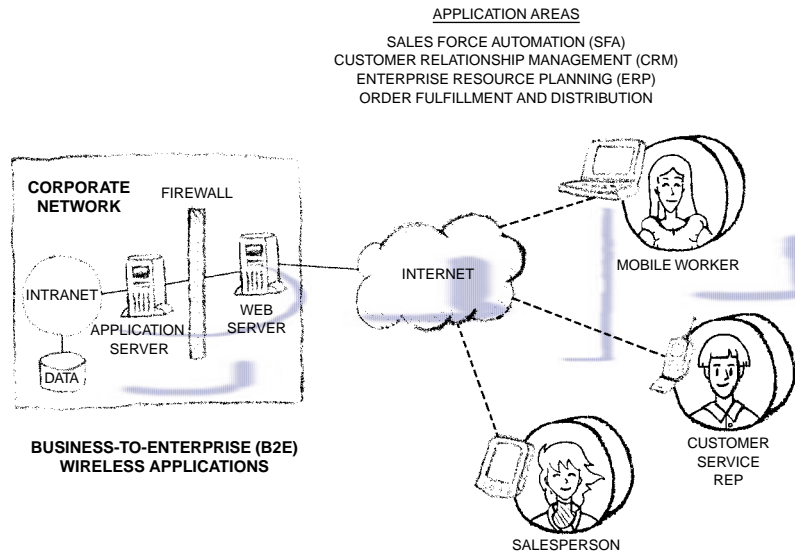 APPLICATION AREAS
SALES FORCE AUTOMATION (SFA)
CUSTOMER RELATIONSHIP MANAGEMENT (CRM)
ENTERPRISE RESOURCE PLANNING (ERP)
ORDER FULFILLMENT AND DISTRIBUTION
CORPORATE
NETWORK
FIREWALL
INTRANET
APPLICATION
SERVER
WEB
SERVER
DATA
INTERNET
MOBILE WORKER
CUSTOMER
SERVICE
REP
SALESPERSON
BUSINESS-TO-ENTERPRISE (B2E)
WIRELESS APPLICATIONS